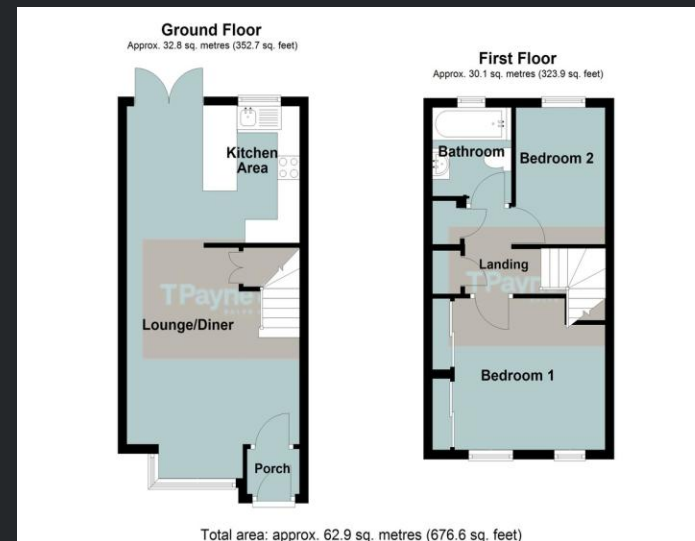 Ground Floor
Approx. 32.8 sq. metres (352.7 sq. feet)
Kitchen
Area
TPayne
Lounge/Diner
Porch
First Floor
Approx. 30.1 sq. metres (323.9 sq. feet)
Bathroom
Bedroom 2
Landing
TPayn
Bedroom 1
Total area: approx. 62.9 sq. metres (676.6 sq. feet)